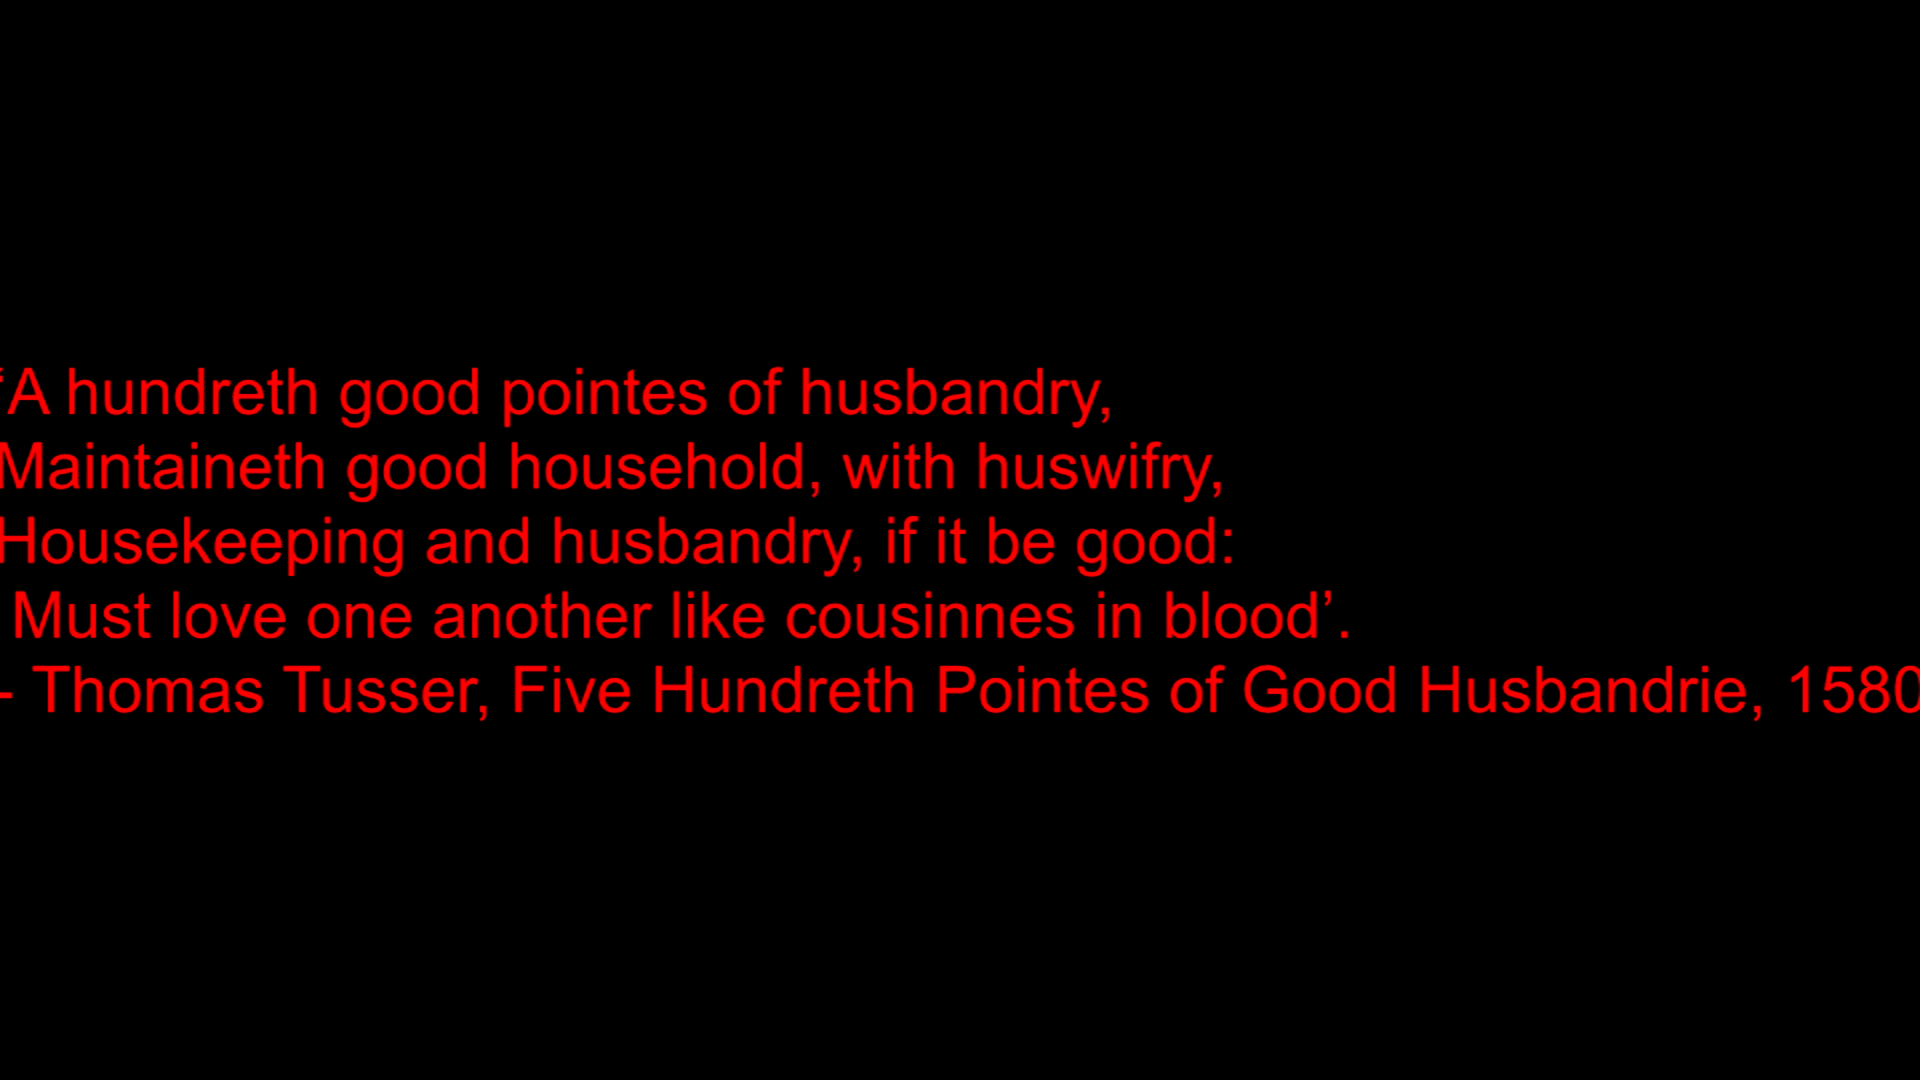 ‘A hundreth good pointes of husbandry,
Maintaineth good household, with huswifry,
Housekeeping and husbandry, if it be good:
Must love one another like cousinnes in blood’.
- Thomas Tusser, Five Hundreth Pointes of Good Husbandrie, 1580